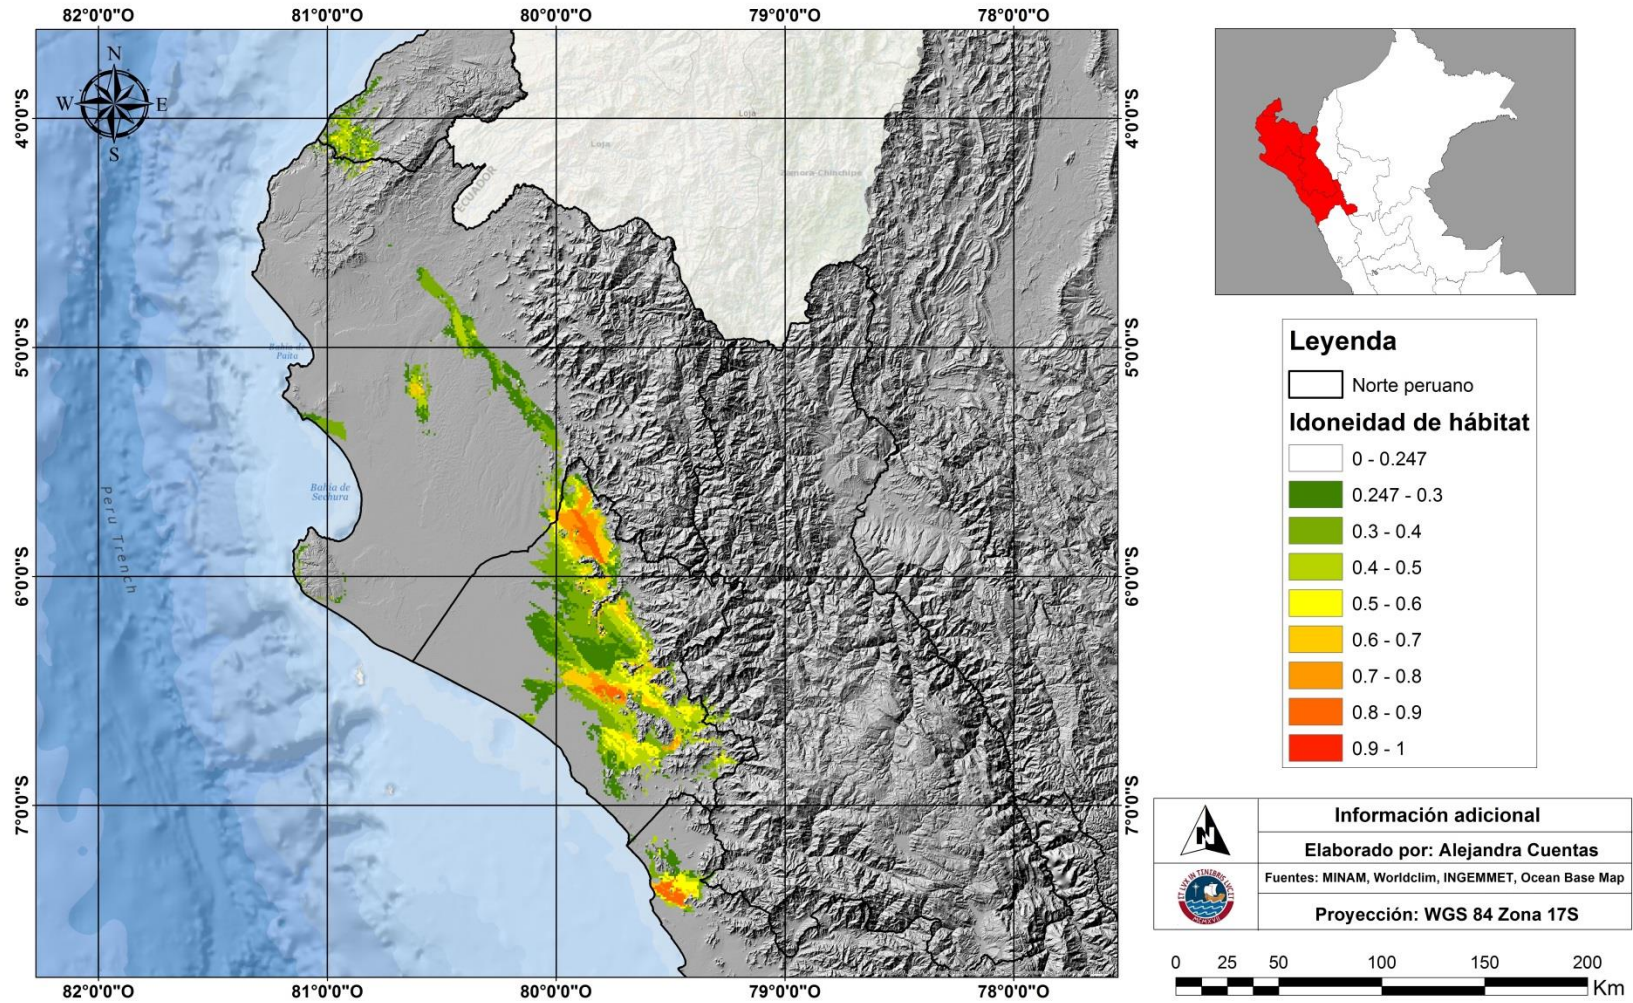 82°0'0"O
81°0'0"O
80°0'0"O
79°0'0"O
78°0'0"O
N
W
E
S
4°0'0"S
5°0'0"S
6°0'0"S
7°0'0"S
4°0'0"S
5°0'0"S
6°0'0"S
7°0'0"S
Loja
Loja
Zamora-Chinchipe
ECUADOR
Bahía de
Paita
Bahía de
Sechura
Peru Trench
82°0'0"O
81°0'0"O
80°0'0"O
79°0'0"O
78°0'0"O
Leyenda
Norte peruano
Idoneidad de hábitat
0 - 0.247
0.247 - 0.3
0.3 - 0.4
0.4 - 0.5
0.5 - 0.6
0.6 - 0.7
0.7 - 0.8
0.8 - 0.9
0.9 - 1
N
Información adicional
Elaborado por: Alejandra Cuentas
Fuentes: MINAM, Worldclim, INGEMMET, Ocean Base Map
ET LVX IN TENEBRIS LVCET
MCMXVII
Proyección: WGS 84 Zona 17S
0 25 50 100 150 200
Km